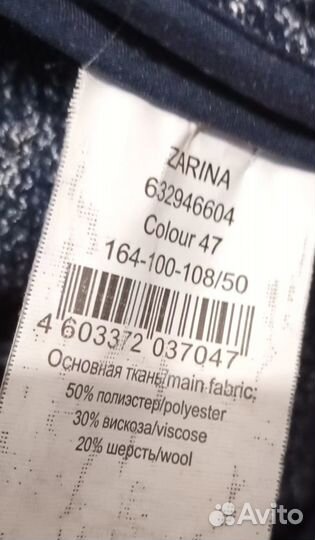 ZARINA
632946604
Colour 47
164-100-108/50
4 603372 037047
Основная ткань/main fabric:
50% полиэстер/polyester
30% вискоза/viscose
20% шерсть/wool
Avito